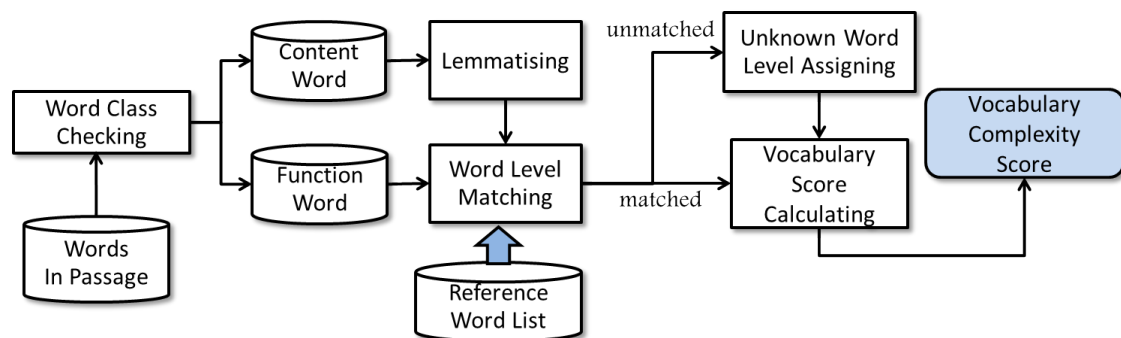 Word Class
Checking
Words
In Passage
Content
Word
Function
Word
Lemmatising
Word Level
Matching
Reference
Word List
unmatched
matched
Unknown Word
Level Assigning
Vocabulary
Score
Calculating
Vocabulary
Complexity
Score